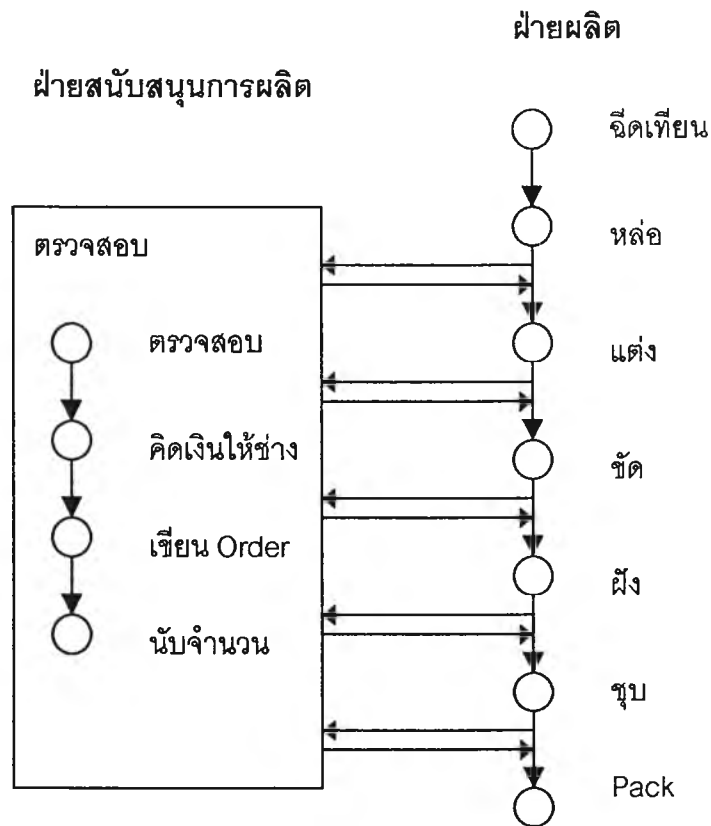 ฝ่ายผลิต
ฝ่ายสนับสนุนการผลิต
ฉีดเทียน
หล่อ
ตรวจสอบ
ตรวจสอบ
แต่ง
คิดเงินให้ช่าง
ขัด
เขียน Order
ฝัง
นับจำนวน
ชุบ
Pack